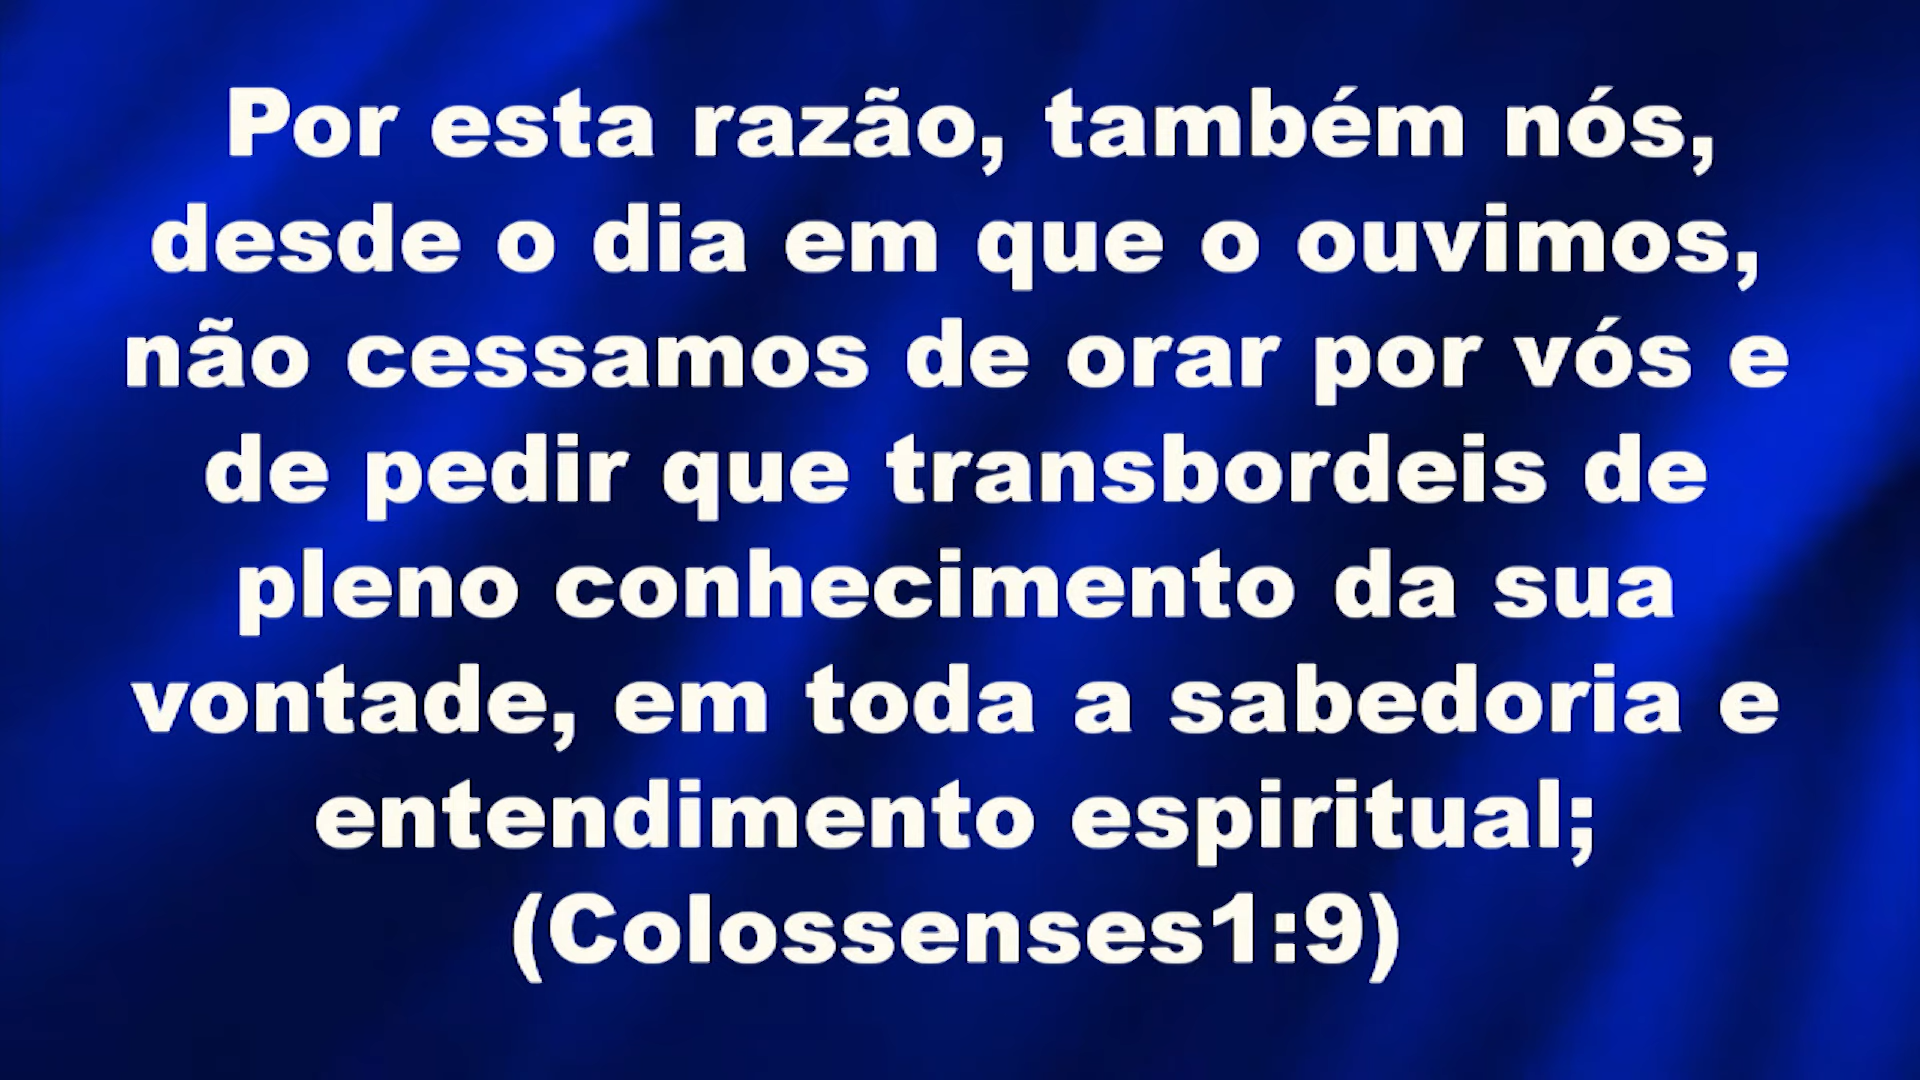 Por esta razão, também nós,
desde o dia em que o ouvimos,
não cessamos de orar por vós e
de pedir que transbordeis de
pleno conhecimento da sua
vontade, em toda a sabedoria e
entendimento espiritual;
(Colossenses1:9)